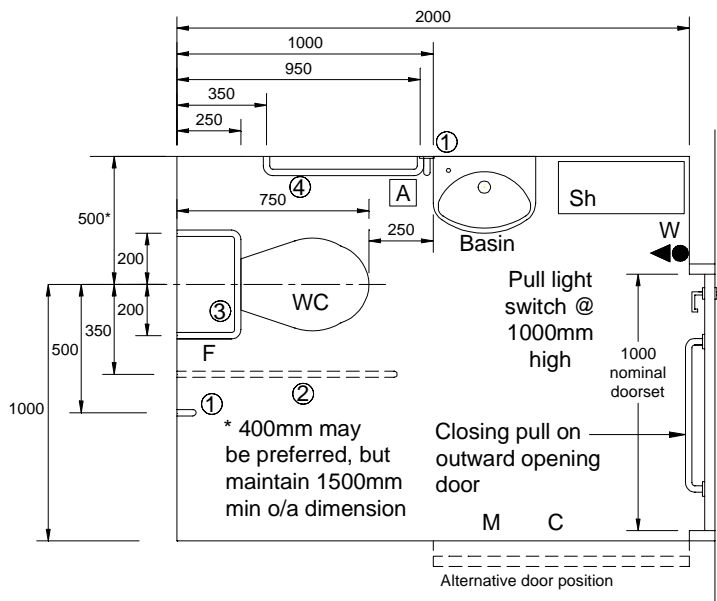 2000
1000
950
350
250
1
4
A
750
250
500*
Sh
Basin
W
200
WC
Pull light
switch @
1000mm
high
3
200
350
500
1000
F
1000
nominal
doorset
2
1
* 400mm may
be preferred, but
maintain 1500mm
min o/a dimension
Closing pull on
outward opening
door
M C
Alternative door position